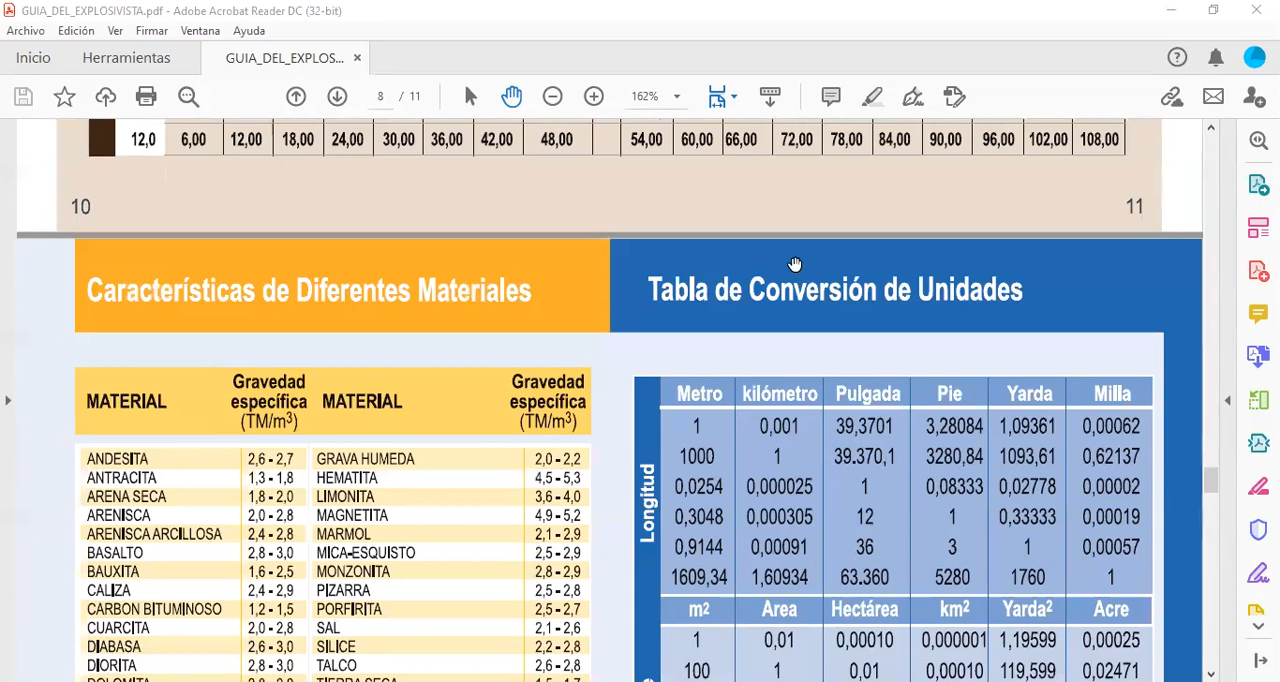 GUIA_DEL_EXPLOSIVISTA.pdf - Adobe Acrobat Reader DC (32-bit)
Archivo Edición Ver Firmar Ventana Ayuda
Inicio Herramientas GUIA_DEL_EXPLOS... ×
8 / 11 162%
12,0 6,00 12,00 18,00 24,00 30,00 36,00 42,00 48,00 54,00 60,00 66,00 72,00 78,00 84,00 90,00 96,00 102,00 108,00
10 11
Características de Diferentes Materiales
MATERIAL Gravedad específica (TM/m³) MATERIAL Gravedad específica (TM/m³)
ANDESITA 2,6 - 2,7 GRAVA HUMEDA 2,0 - 2,2
ANTRACITA 1,3 - 1,8 HEMATITA 4,5 - 5,3
ARENA SECA 1,8 - 2.0 LIMONITA 3,6 - 4,0
ARENISCA 2,0 - 2,8 MAGNETITA 4,9 - 5,2
ARENISCA ARCILLOSA 2,4 - 2,8 MARMOL 2,1 - 2,9
BASALTO 2,8 - 3,0 MICA-ESQUISTO 2,5 - 2,9
BAUXITA 1,6 - 2,5 MONZONITA 2,8 - 2,9
CALIZA 2,4 - 2,9 PIZARRA 2,5 - 2,8
CARBON BITUMINOSO 1,2 - 1,5 PORFIRITA 2,5 - 2,7
CUARCITA 2,0 - 2,8 SAL 2,1 - 2,6
DIABASA 2,6 - 3,0 SILICE 2,2 - 2,8
DIORITA 2,8 - 3,0 TALCO 2,6 - 2,8
Tabla de Conversión de Unidades
Longitud
Metro kilómetro Pulgada Pie Yarda Milla
1 0,001 39,3701 3,28084 1,09361 0,00062
1000 1 39.370,1 3280,84 1093,61 0,62137
0,0254 0,000025 1 0,08333 0,02778 0,00002
0,3048 0,000305 12 1 0,33333 0,00019
0,9144 0,00091 36 3 1 0,00057
1609,34 1,60934 63.360 5280 1760 1
m2 Area Hectárea km2 Yarda2 Acre
1 0,01 0,00010 0,000001 1,19599 0,00025
100 1 0,01 0,00010 119,599 0,02471